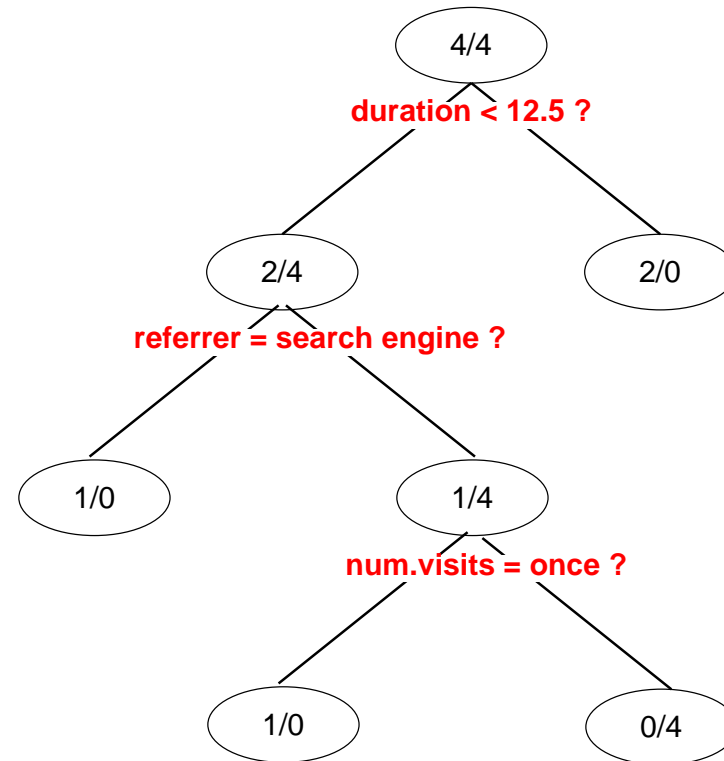 4/4
duration < 12.5 ?
2/4
2/0
referrer = search engine ?
1/0
1/4
num.visits = once ?
1/0
0/4